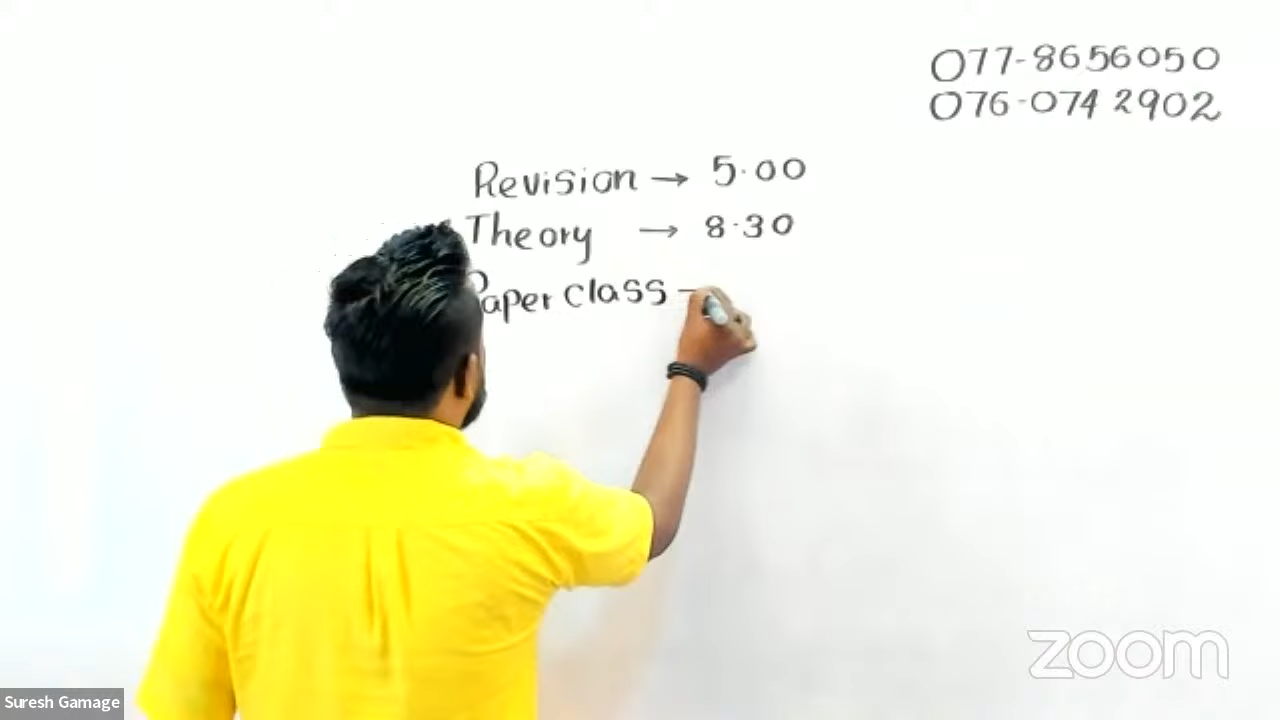 077-8656050
076-074 2902
Revision → 5.00
Theory → 8.30
Paper class -
zoom
Suresh Gamage